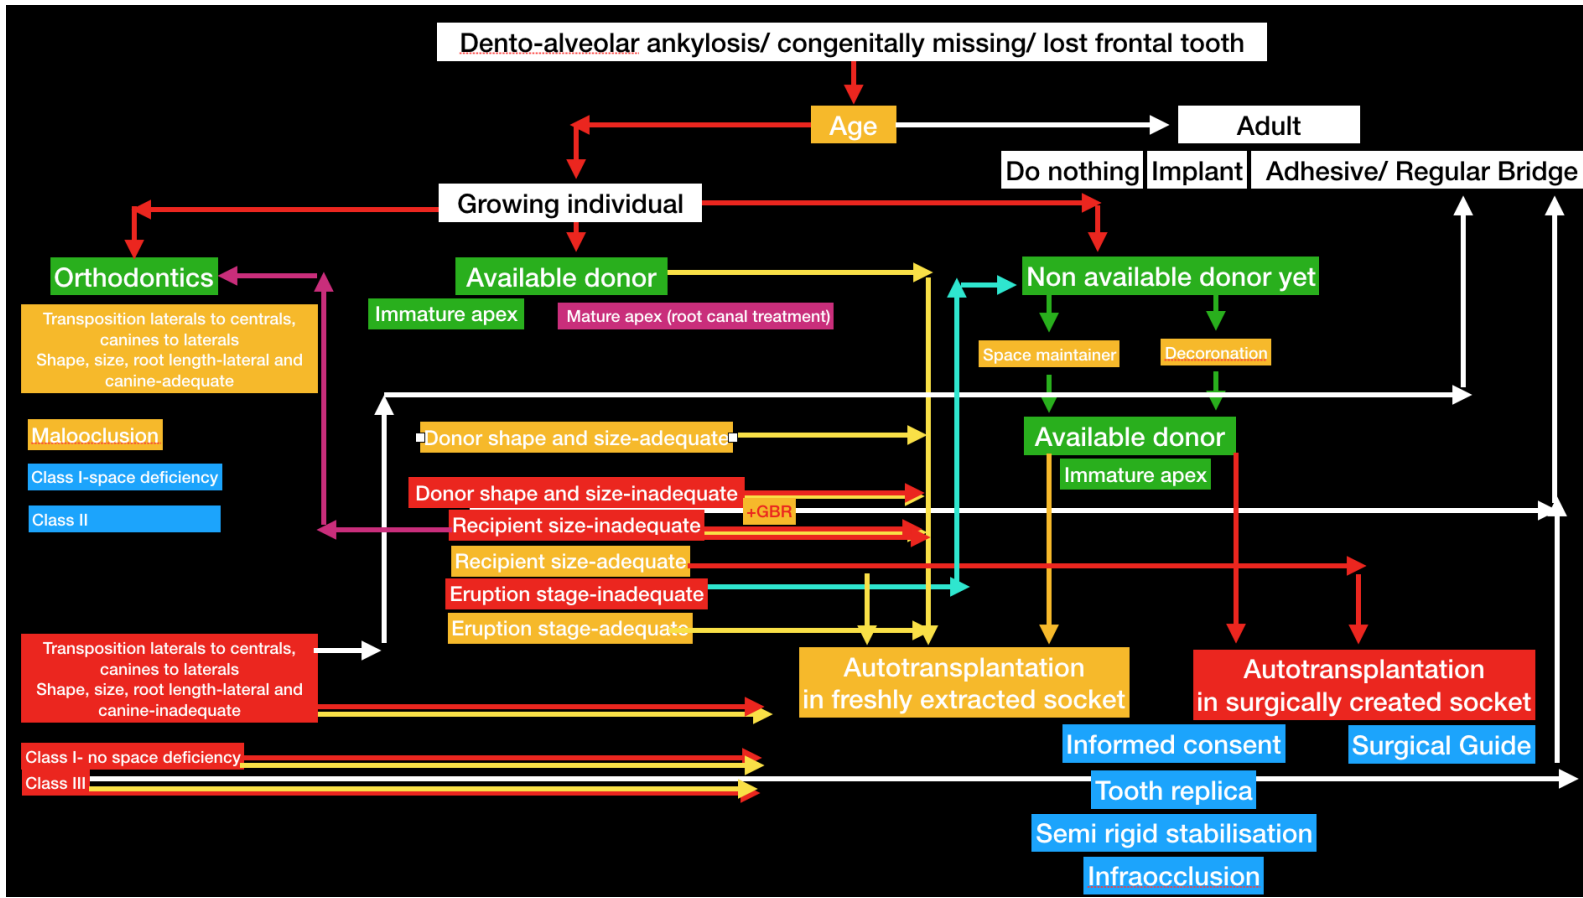 Dento-alveolar ankylosis/ congenitally missing/ lost frontal tooth
Age
Adult
Do nothing
Implant
Adhesive/ Regular Bridge
Growing individual
Orthodontics
Available donor
Non available donor yet
Immature apex
Mature apex (root canal treatment)
Transposition laterals to centrals,
canines to laterals
Shape, size, root length-lateral and
canine-adequate
Space maintainer
Decoronation
Malooclusion
Class I-space deficiency
Class II
Donor shape and size-adequate
Available donor
Immature apex
Donor shape and size-inadequate
+GBR
Recipient size-inadequate
Recipient size-adequate
Eruption stage-inadequate
Eruption stage-adequate
Transposition laterals to centrals,
canines to laterals
Shape, size, root length-lateral and
canine-inadequate
Autotransplantation
in freshly extracted socket
Autotransplantation
in surgically created socket
Class I- no space deficiency
Class III
Informed consent
Surgical Guide
Tooth replica
Semi rigid stabilisation
Infraocclusion